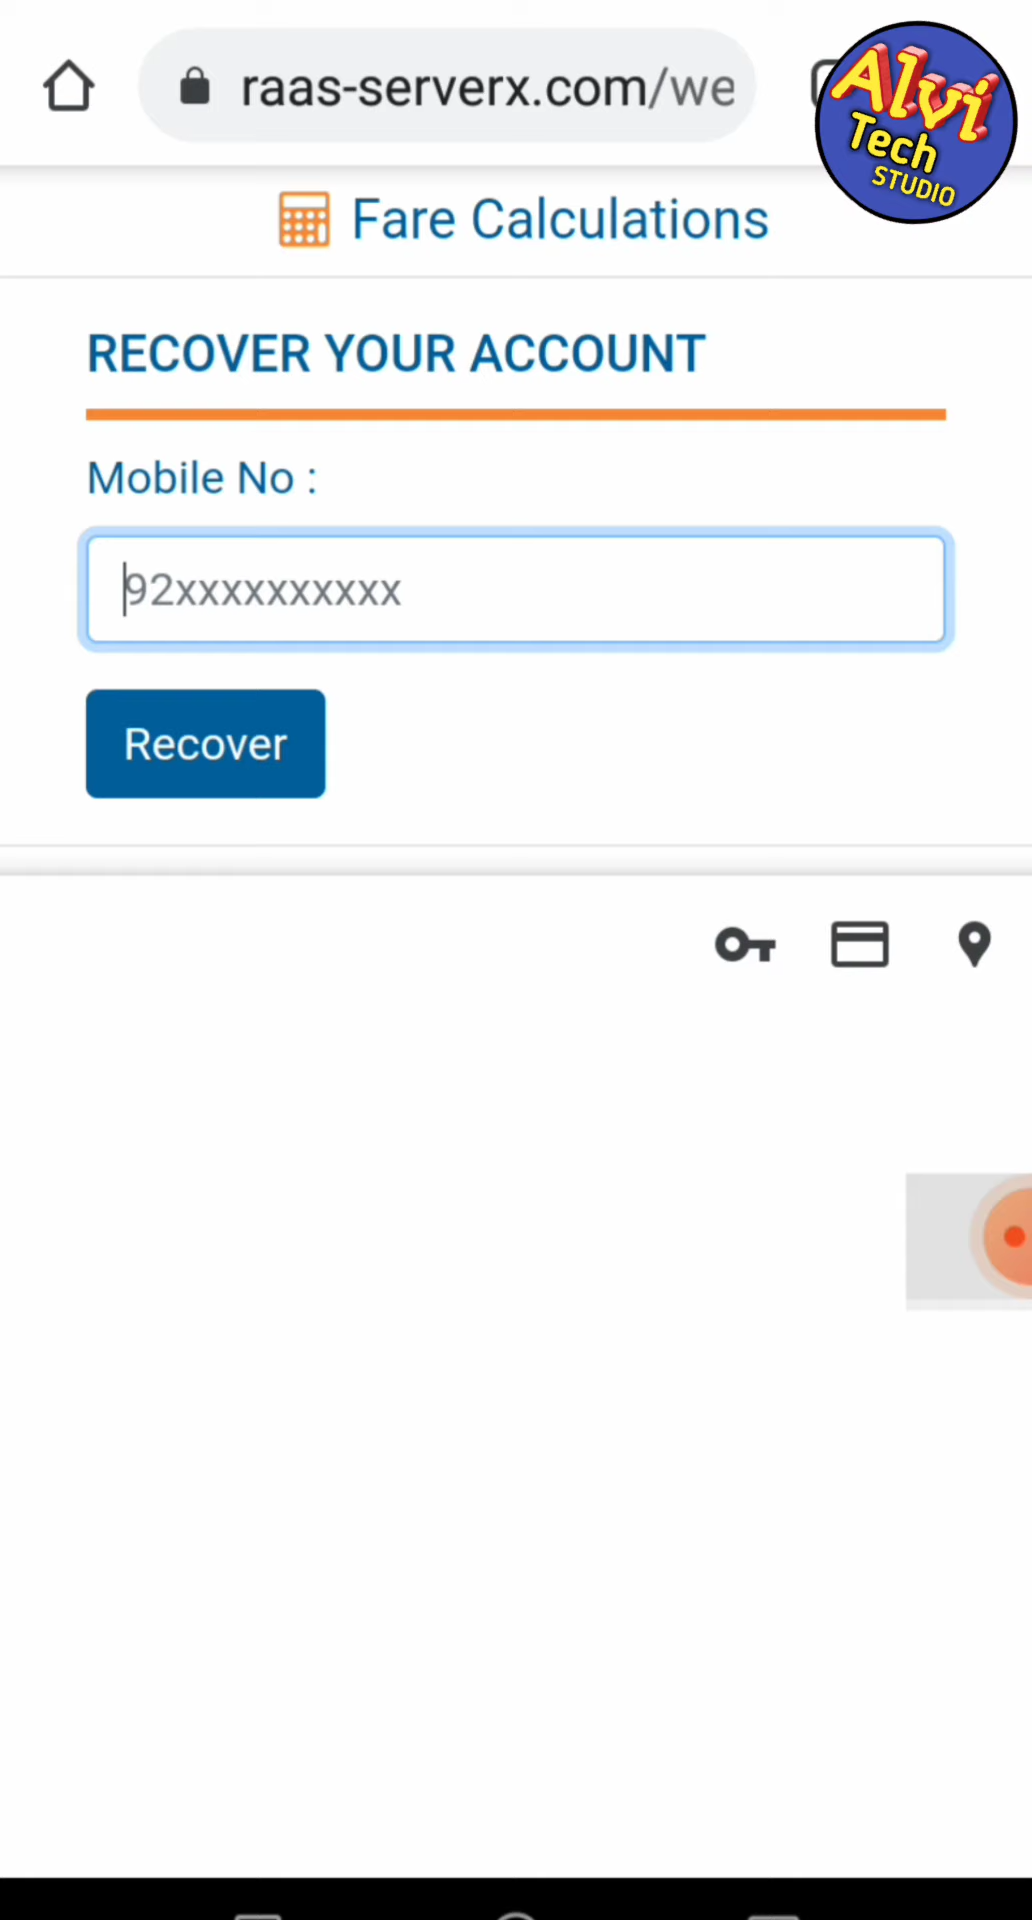 raas-serverx.com/we
Alvi
Tech
STUDIO
Fare Calculations
RECOVER YOUR ACCOUNT
Mobile No :
92xxxxxxxxxx
Recover